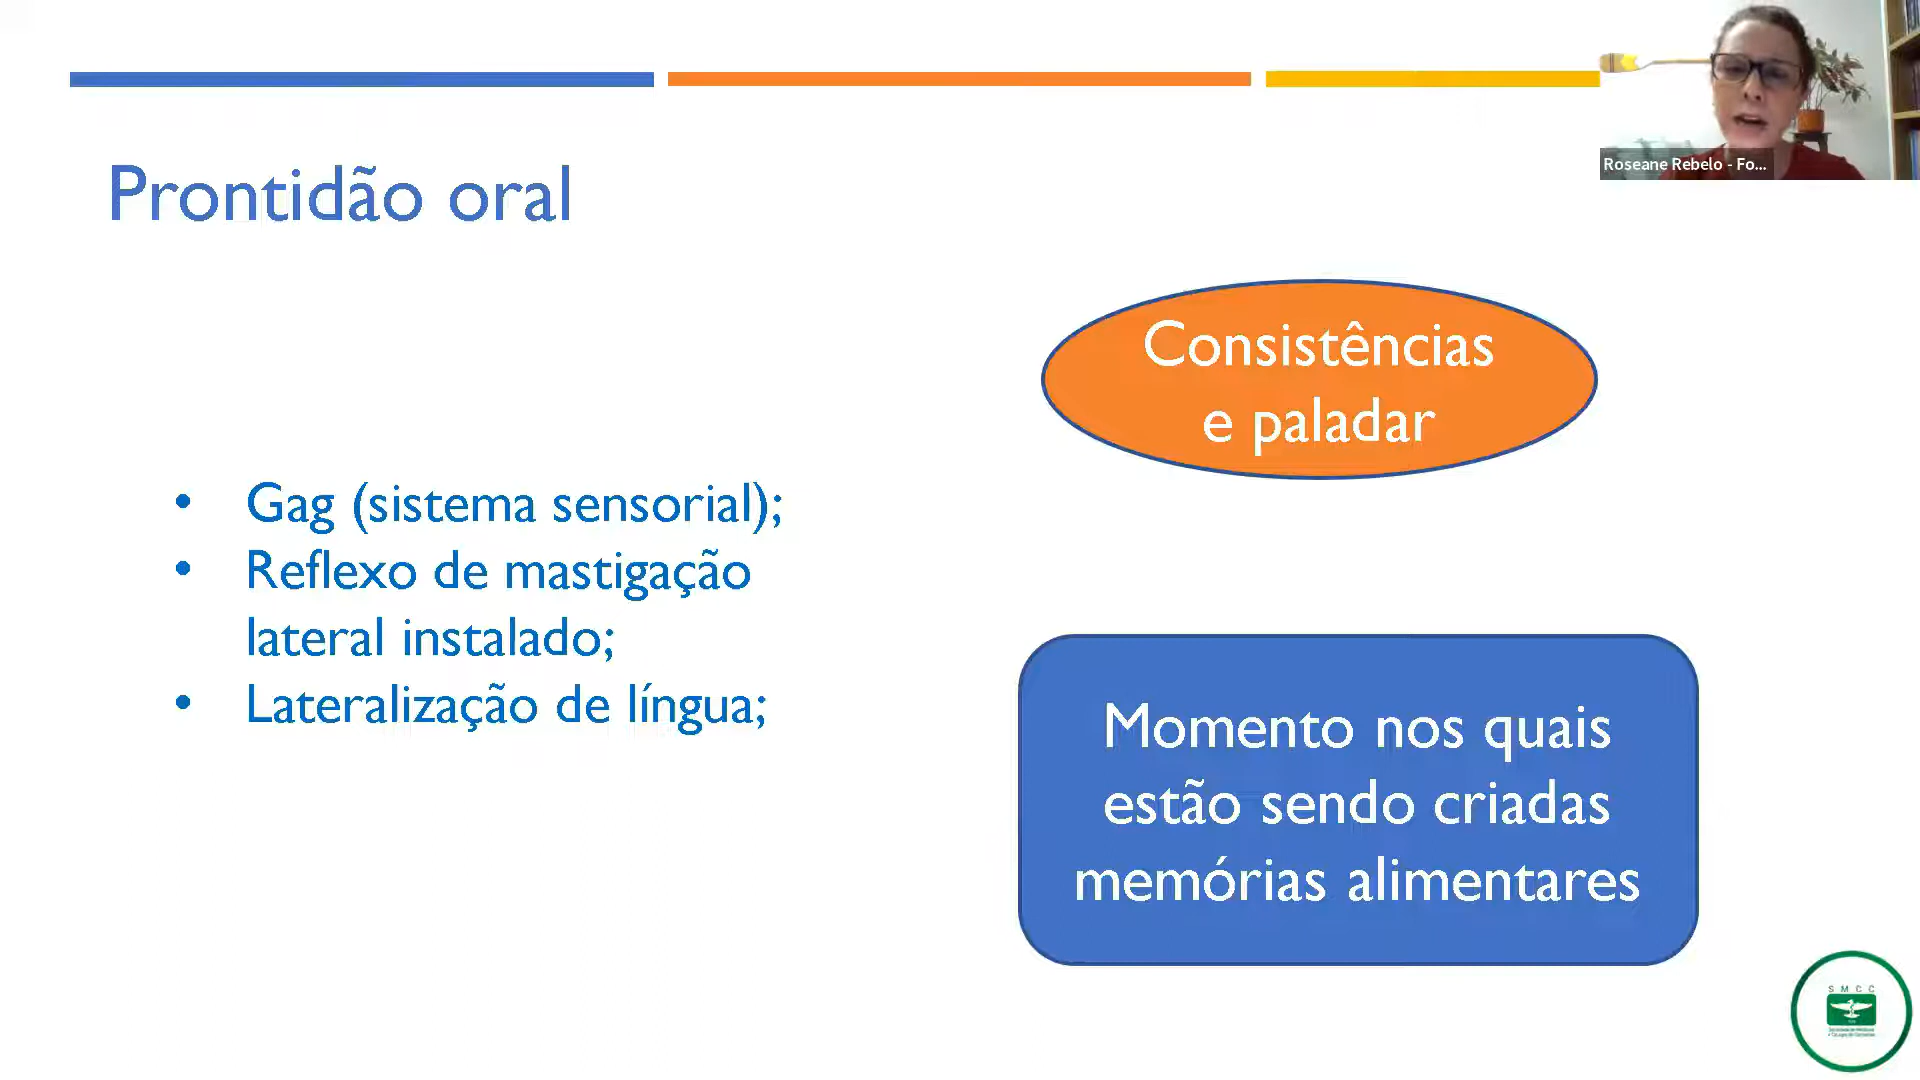 Roseane Rebelo - Fo...
Prontidão oral
Consistências
e paladar
• Gag (sistema sensorial);
• Reflexo de mastigação
lateral instalado;
• Lateralização de língua;
Momento nos quais
estão sendo criadas
memórias alimentares
SMCC